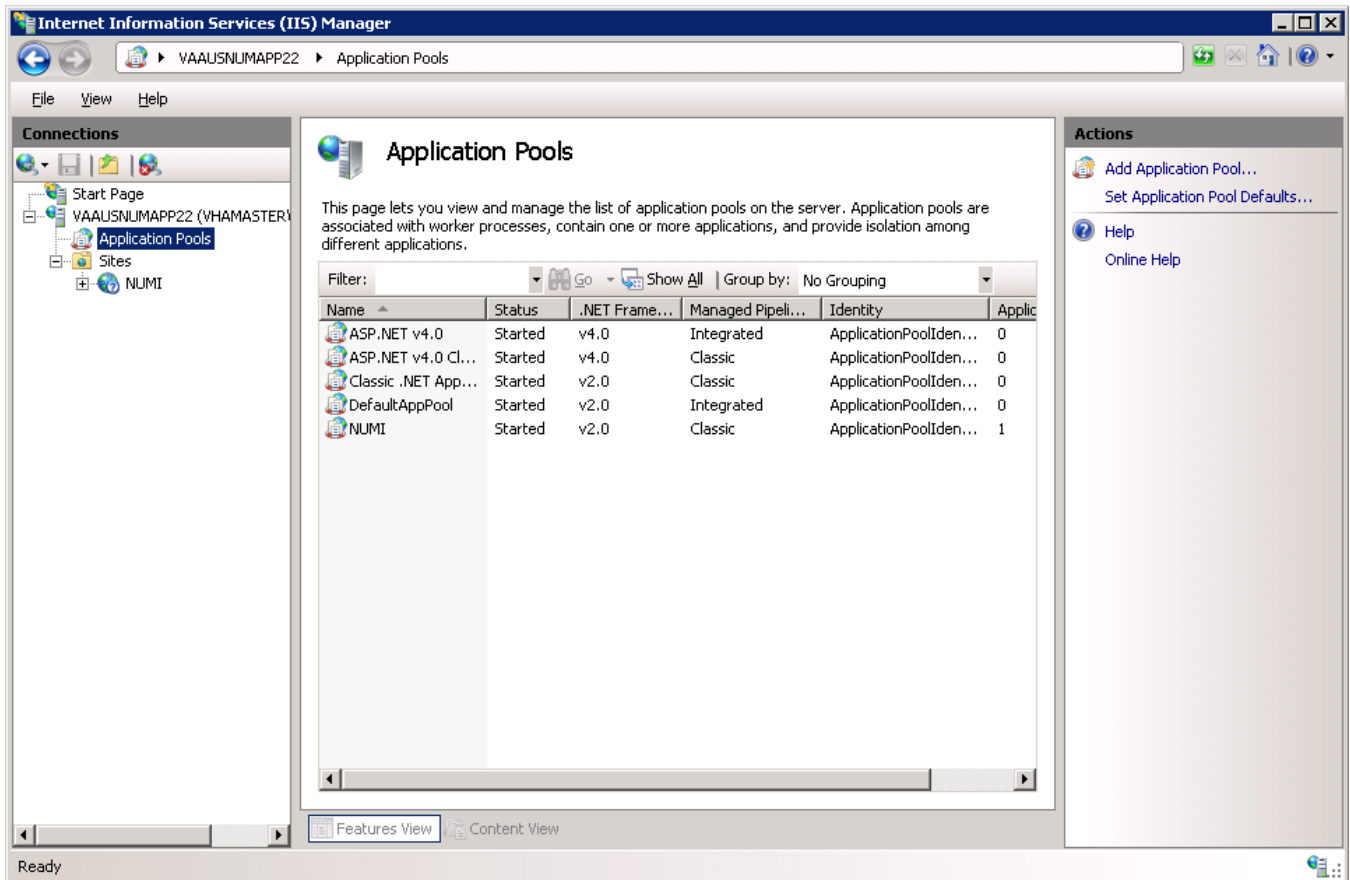 Internet Information Services (IIS) Manager
VAAUSNUMAPP22 Application Pools
File View Help
Connections
Start Page
VAAUSNUMAPP22 (VHAMASTER\
Application Pools
Sites
NUMI
Application Pools
This page lets you view and manage the list of application pools on the server. Application pools are
associated with worker processes, contain one or more applications, and provide isolation among
different applications.
Filter: Go Show All Group by: No Grouping
Name Status .NET Frame... Managed Pipeli... Identity Applic
ASP.NET v4.0 Started v4.0 Integrated ApplicationPoolIden... 0
ASP.NET v4.0 Cl... Started v4.0 Classic ApplicationPoolIden... 0
Classic .NET App... Started v2.0 Classic ApplicationPoolIden... 0
DefaultAppPool Started v2.0 Integrated ApplicationPoolIden... 0
NUMI Started v2.0 Classic ApplicationPoolIden... 1
Features View Content View
Actions
Add Application Pool...
Set Application Pool Defaults...
Help
Online Help
Ready